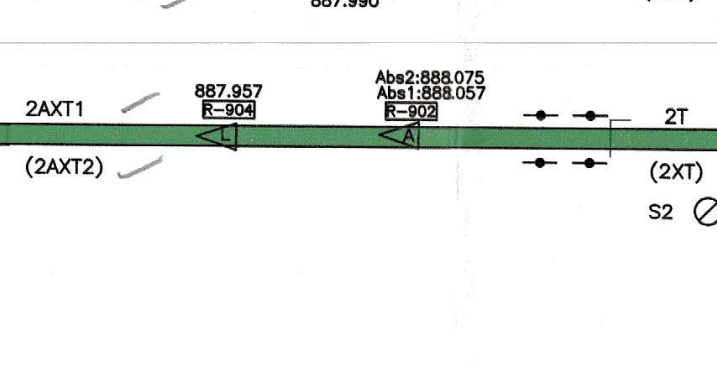 887.990
887.957
R-904
Abs2:888.075
Abs1:888.057
R-902
2AXT1
L
A
2T
(2AXT2)
(2XT)
S2